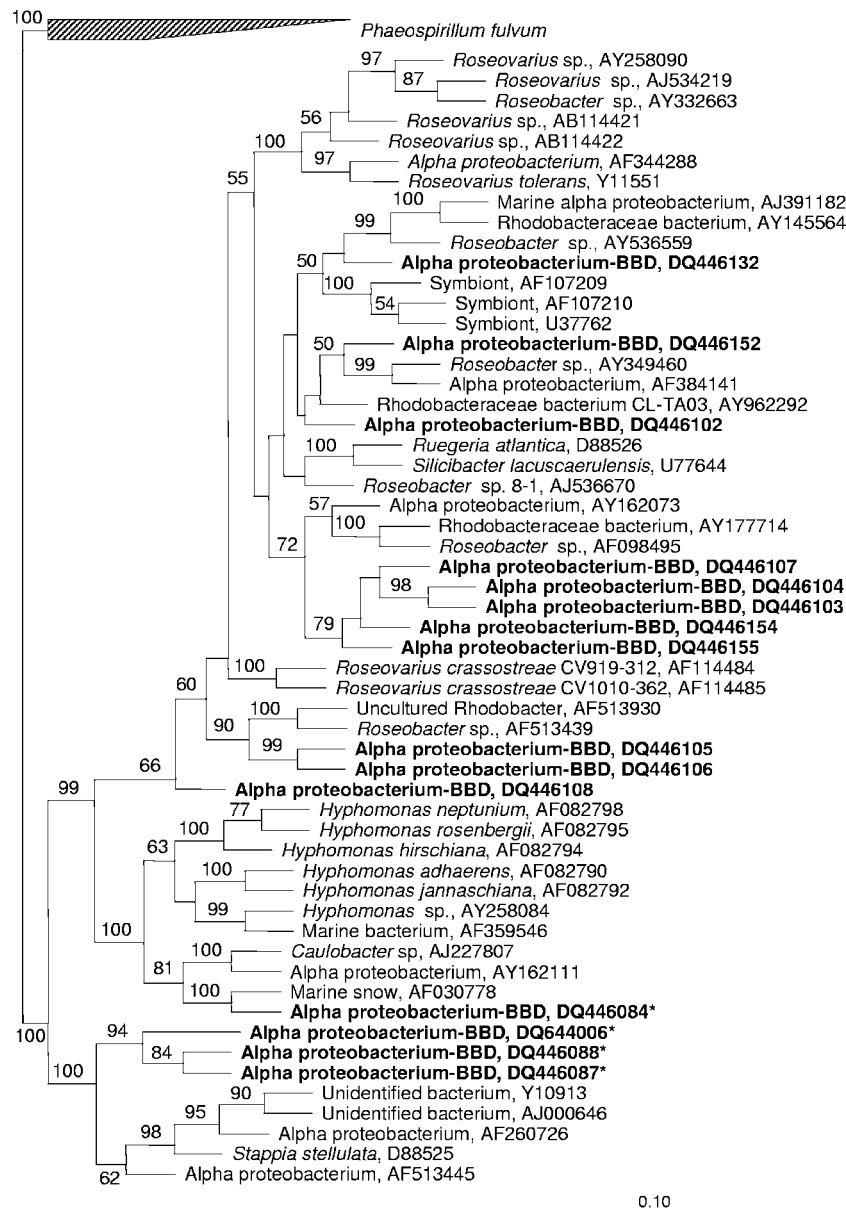 100
Phaeospirillum fulvum
97
Roseovarius sp., AY258090
87
Roseovarius sp., AJ534219
Roseobacter sp., AY332663
56
Roseovarius sp., AB114421
100
Roseovarius sp., AB114422
97
Alpha proteobacterium, AF344288
55
Roseovarius tolerans, Y11551
100
Marine alpha proteobacterium, AJ391182
99
Rhodobacteraceae bacterium, AY145564
Roseobacter sp., AY536559
50
Alpha proteobacterium-BBD, DQ446132
100
Symbiont, AF107209
54
Symbiont, AF107210
Symbiont, U37762
50
Alpha proteobacterium-BBD, DQ446152
99
Roseobacter sp., AY349460
Alpha proteobacterium, AF384141
Rhodobacteraceae bacterium CL-TA03, AY962292
Alpha proteobacterium-BBD, DQ446102
100
Ruegeria atlantica, D88526
Silicibacter lacuscaerulensis, U77644
Roseobacter sp. 8-1, AJ536670
57
Alpha proteobacterium, AY162073
100
Rhodobacteraceae bacterium, AY177714
72
Roseobacter sp., AF098495
Alpha proteobacterium-BBD, DQ446107
98
Alpha proteobacterium-BBD, DQ446104
Alpha proteobacterium-BBD, DQ446103
79
Alpha proteobacterium-BBD, DQ446154
Alpha proteobacterium-BBD, DQ446155
100
Roseovarius crassostreae CV919-312, AF114484
Roseovarius crassostreae CV1010-362, AF114485
60
100
Uncultured Rhodobacter, AF513930
90
Roseobacter sp., AF513439
99
Alpha proteobacterium-BBD, DQ446105
66
Alpha proteobacterium-BBD, DQ446106
99
Alpha proteobacterium-BBD, DQ446108
77
Hyphomonas neptunium, AF082798
100
Hyphomonas rosenbergii, AF082795
63
Hyphomonas hirschiana, AF082794
100
Hyphomonas adhaerens, AF082790
Hyphomonas jannaschiana, AF082792
99
Hyphomonas sp., AY258084
100
Marine bacterium, AF359546
100
Caulobacter sp, AJ227807
81
Alpha proteobacterium, AY162111
100
Marine snow, AF030778
Alpha proteobacterium-BBD, DQ446084*
100
94
Alpha proteobacterium-BBD, DQ644006*
84
Alpha proteobacterium-BBD, DQ446088*
100
Alpha proteobacterium-BBD, DQ446087*
90
Unidentified bacterium, Y10913
95
Unidentified bacterium, AJ000646
98
Alpha proteobacterium, AF260726
Stappia stellulata, D88525
62
Alpha proteobacterium, AF513445
0.10